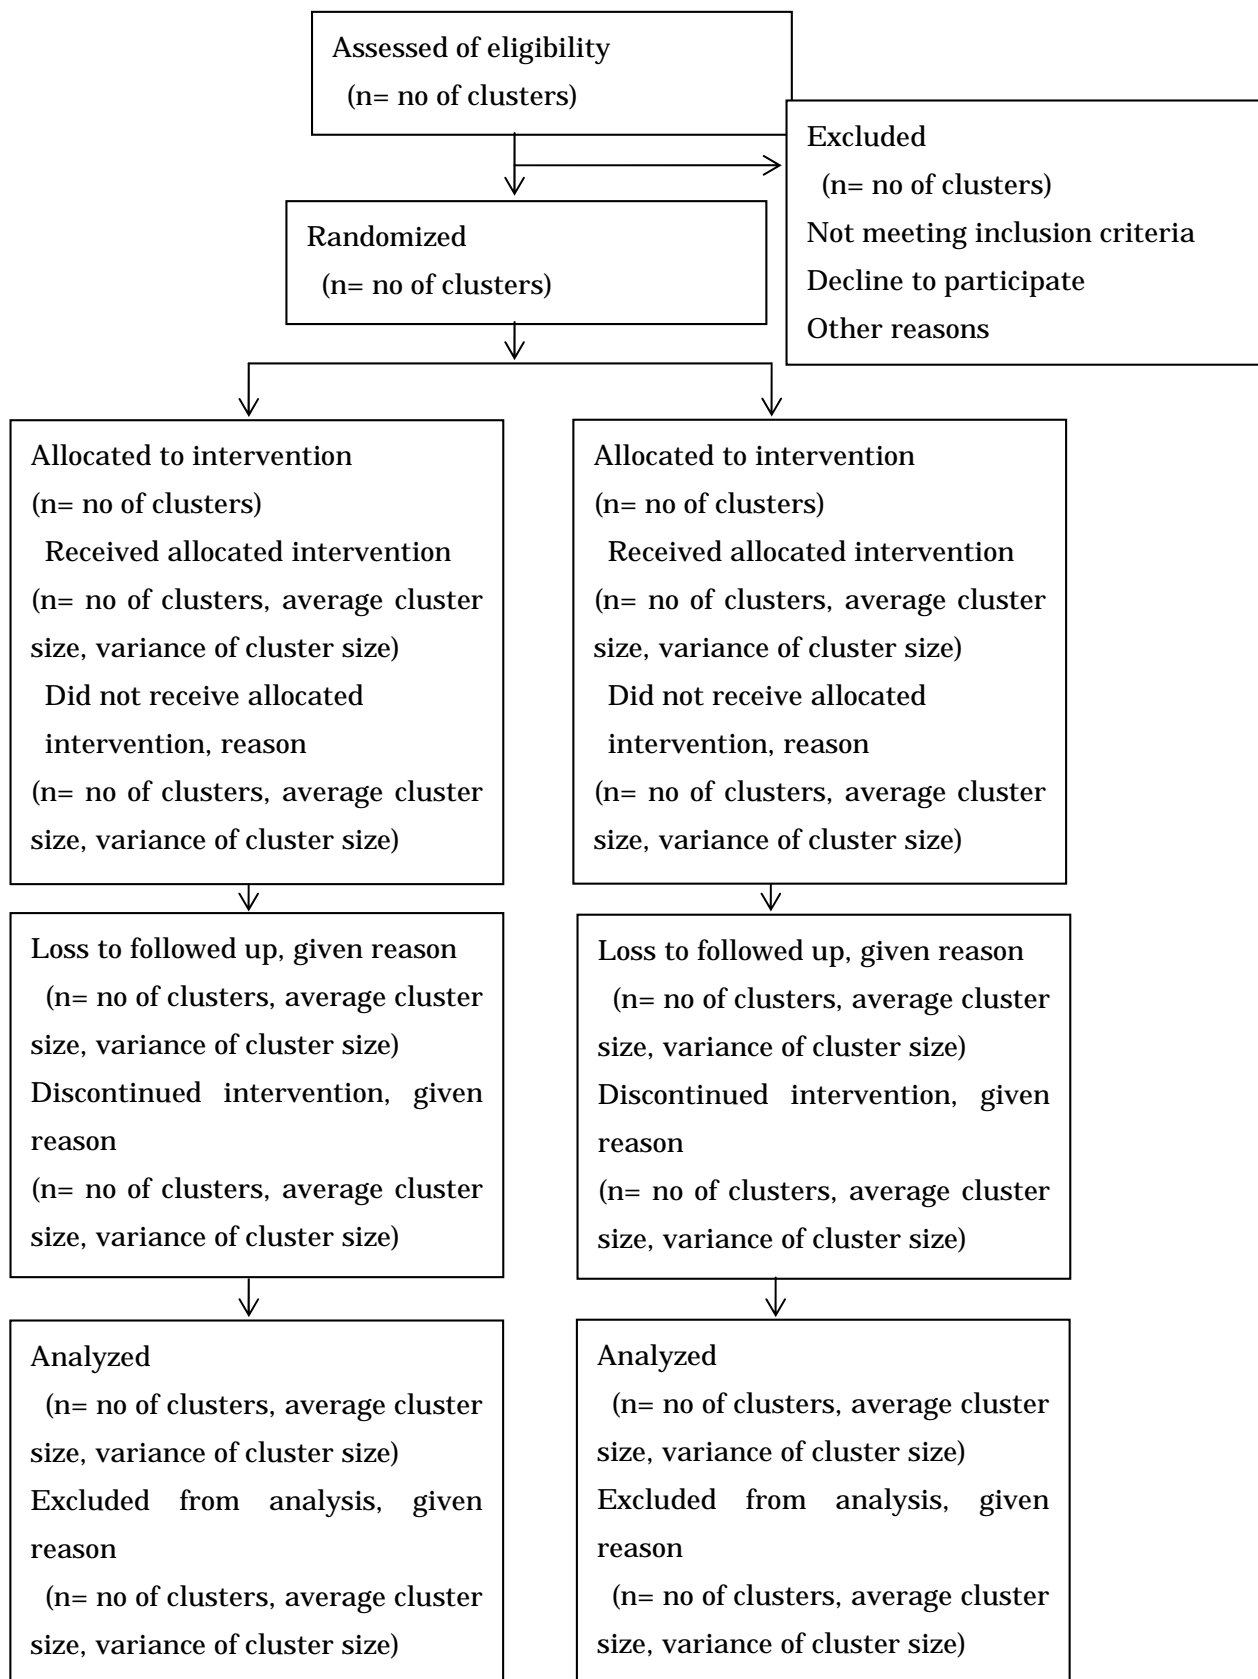 Assessed of eligibility
(n= no of clusters)
Excluded
(n= no of clusters)
Not meeting inclusion criteria
Decline to participate
Other reasons
Randomized
(n= no of clusters)
Allocated to intervention
(n= no of clusters)
Received allocated intervention
(n= no of clusters, average cluster
size, variance of cluster size)
Did not receive allocated
intervention, reason
(n= no of clusters, average cluster
size, variance of cluster size)
Allocated to intervention
(n= no of clusters)
Received allocated intervention
(n= no of clusters, average cluster
size, variance of cluster size)
Did not receive allocated
intervention, reason
(n= no of clusters, average cluster
size, variance of cluster size)
Loss to followed up, given reason
(n= no of clusters, average cluster
size, variance of cluster size)
Discontinued intervention, given
reason
(n= no of clusters, average cluster
size, variance of cluster size)
Loss to followed up, given reason
(n= no of clusters, average cluster
size, variance of cluster size)
Discontinued intervention, given
reason
(n= no of clusters, average cluster
size, variance of cluster size)
Analyzed
(n= no of clusters, average cluster
size, variance of cluster size)
Excluded from analysis, given
reason
(n= no of clusters, average cluster
size, variance of cluster size)
Analyzed
(n= no of clusters, average cluster
size, variance of cluster size)
Excluded from analysis, given
reason
(n= no of clusters, average cluster
size, variance of cluster size)